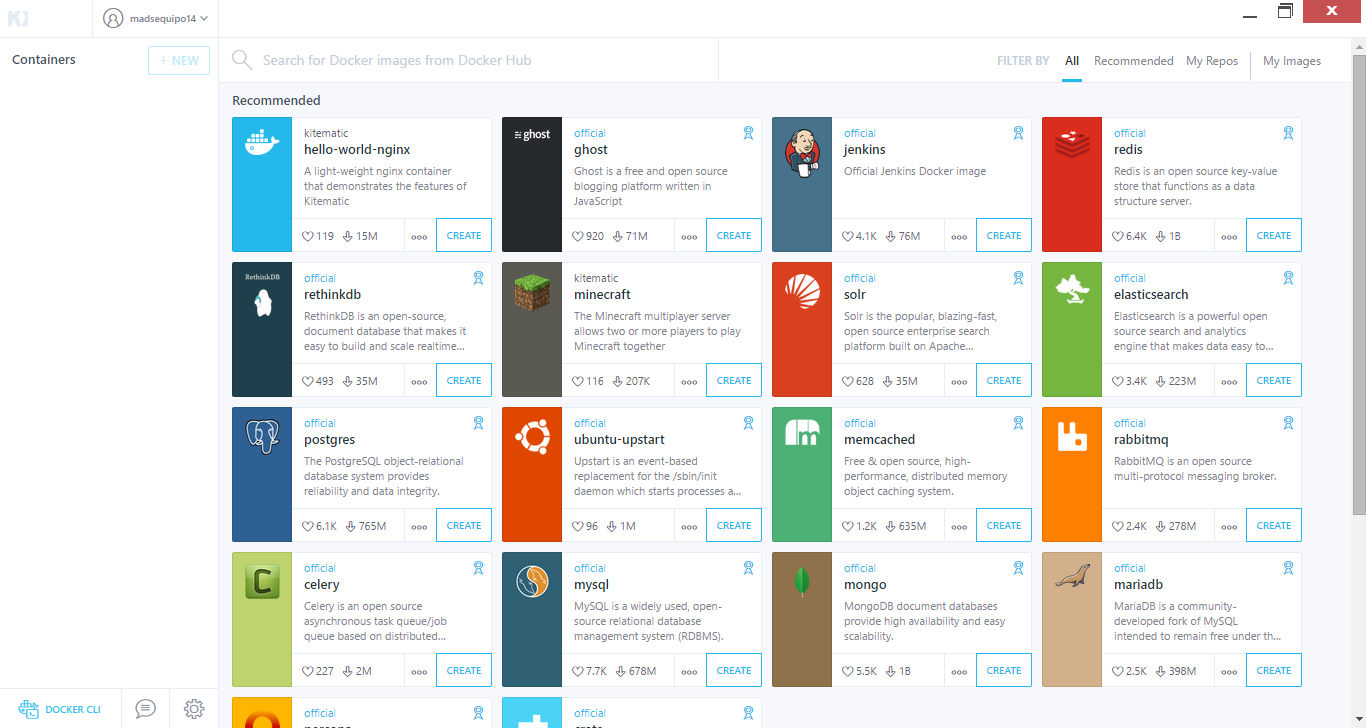 madsequipo14
Containers
+ NEW
Search for Docker images from Docker Hub
FILTER BY All Recommended My Repos My Images
Recommended
kitematic
hello-world-nginx
A light-weight nginx container
that demonstrates the features of
Kitematic
119 15M
CREATE
ghost
official
ghost
Ghost is a free and open source
blogging platform written in
JavaScript
920 71M
CREATE
official
jenkins
Official Jenkins Docker image
4.1K 76M
CREATE
official
redis
Redis is an open source key-value
store that functions as a data
structure server.
6.4K 1B
CREATE
RethinkDB
official
rethinkdb
RethinkDB is an open-source,
document database that makes it
easy to build and scale realtime...
493 35M
CREATE
kitematic
minecraft
The Minecraft multiplayer server
allows two or more players to play
Minecraft together
116 207K
CREATE
official
solr
Solr is the popular, blazing-fast,
open source enterprise search
platform built on Apache...
628 35M
CREATE
official
elasticsearch
Elasticsearch is a powerful open
source search and analytics
engine that makes data easy to...
3.4K 223M
CREATE
official
postgres
The PostgreSQL object-relational
database system provides
reliability and data integrity.
6.1K 765M
CREATE
official
ubuntu-upstart
Upstart is an event-based
replacement for the /sbin/init
daemon which starts processes a...
96 1M
CREATE
m
official
memcached
Free & open source, high-
performance, distributed memory
object caching system.
1.2K 635M
CREATE
official
rabbitmq
RabbitMQ is an open source
multi-protocol messaging broker.
2.4K 278M
CREATE
C
official
celery
Celery is an open source
asynchronous task queue/job
queue based on distributed...
227 2M
CREATE
official
mysql
MySQL is a widely used, open-
source relational database
management system (RDBMS).
7.7K 678M
CREATE
official
mongo
MongoDB document databases
provide high availability and easy
scalability.
5.5K 1B
CREATE
official
mariadb
MariaDB is a community-
developed fork of MySQL
intended to remain free under th...
2.5K 398M
CREATE
official
official
DOCKER CLI